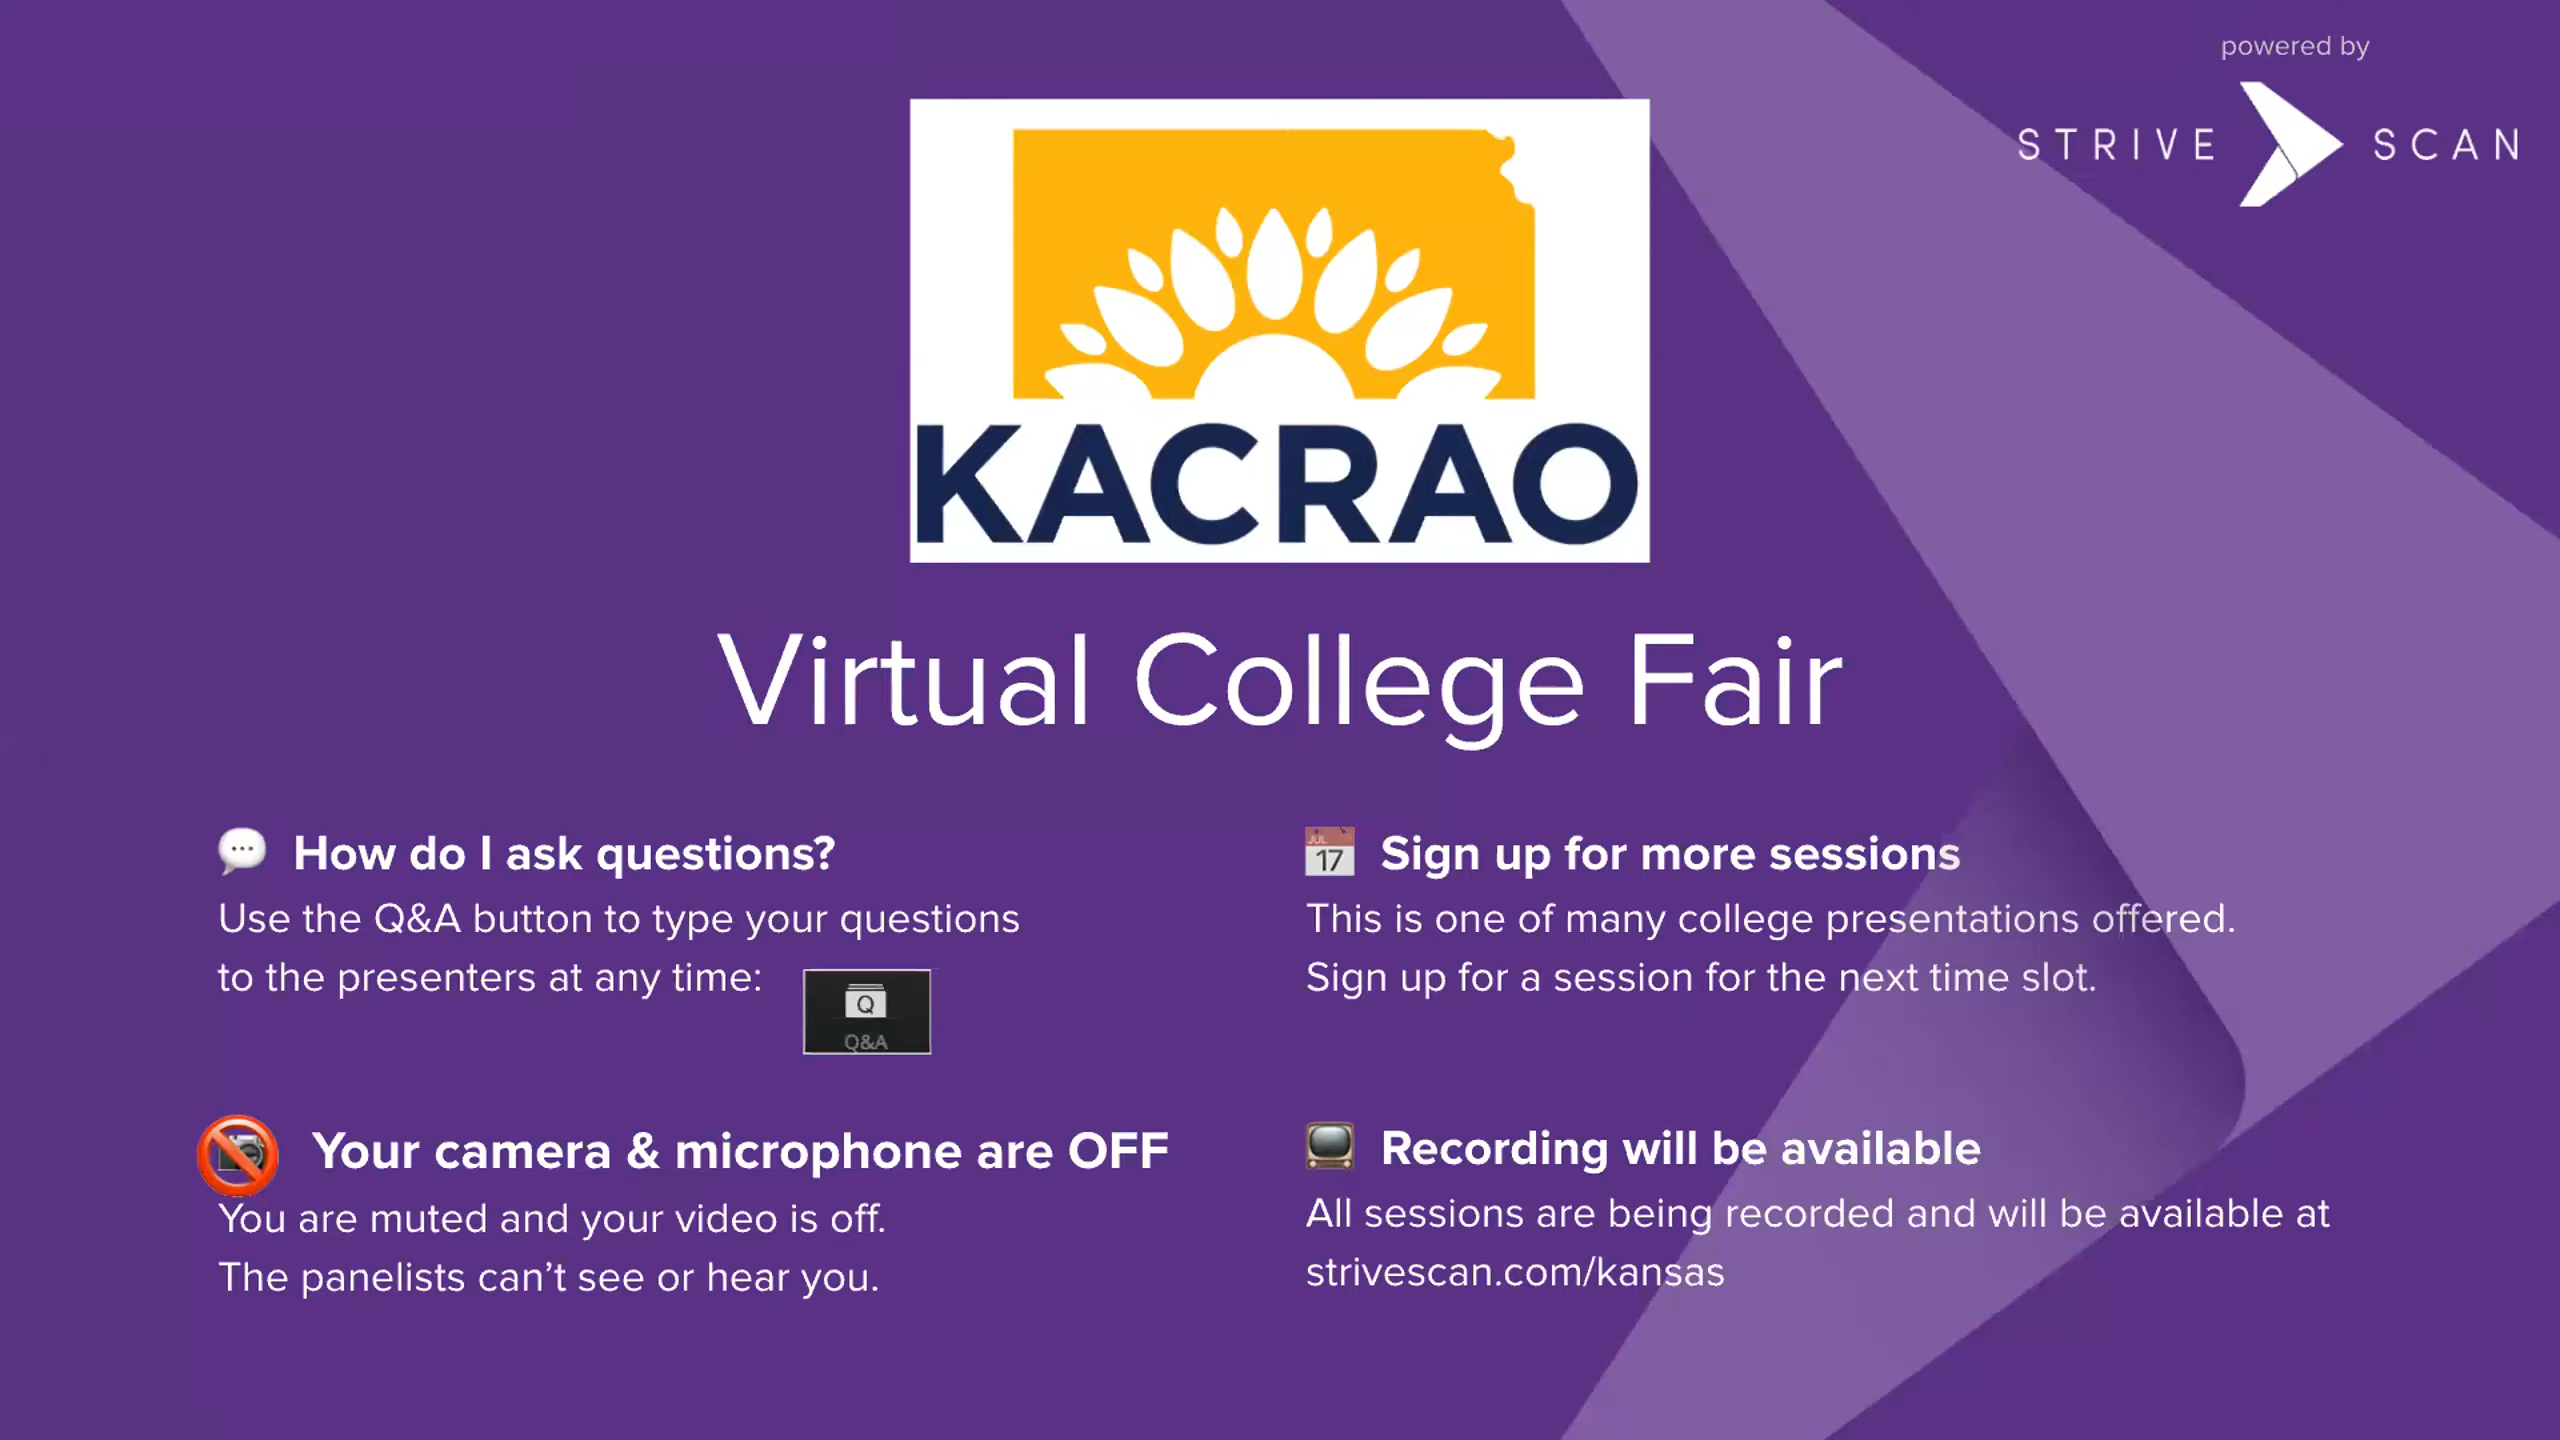 powered by
STRIVE SCAN
KACRAO
Virtual College Fair
How do I ask questions?
Use the Q&A button to type your questions
to the presenters at any time:
Q
Q&A
JUL
17
Sign up for more sessions
This is one of many college presentations offered.
Sign up for a session for the next time slot.
Your camera & microphone are OFF
You are muted and your video is off.
The panelists can’t see or hear you.
Recording will be available
All sessions are being recorded and will be available at
strivescan.com/kansas